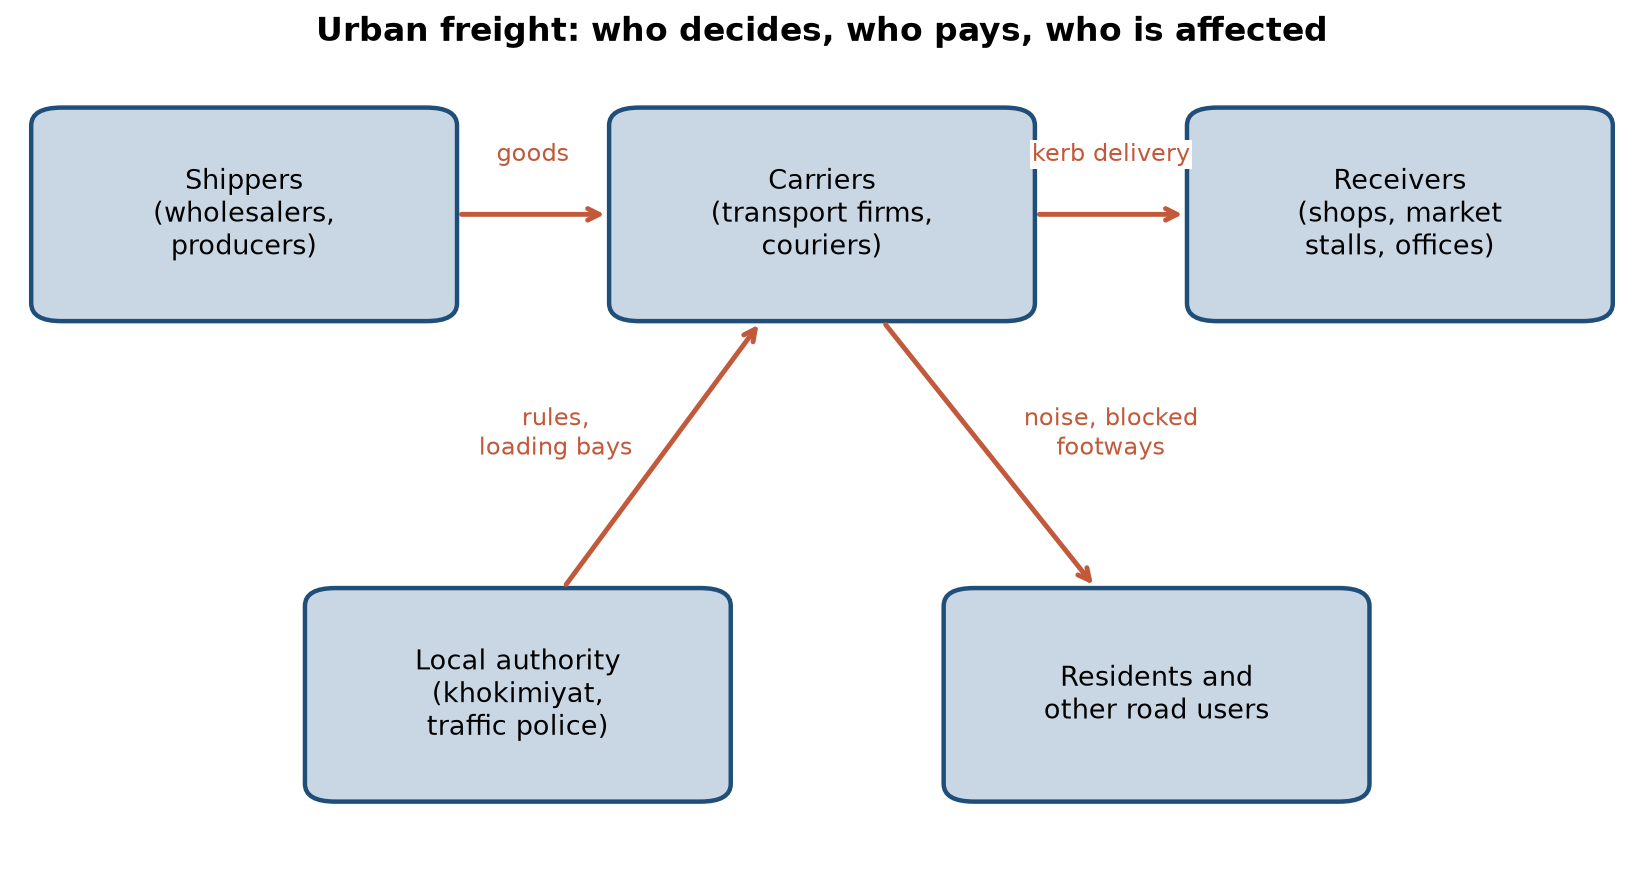 Urban freight: who decides, who pays, who is affected
Shippers
(wholesalers,
producers)
goods
Carriers
(transport firms,
couriers)
kerb delivery
Receivers
(shops, market
stalls, offices)
rules,
loading bays
noise, blocked
footways
Local authority
(khokimiyat,
traffic police)
Residents and
other road users